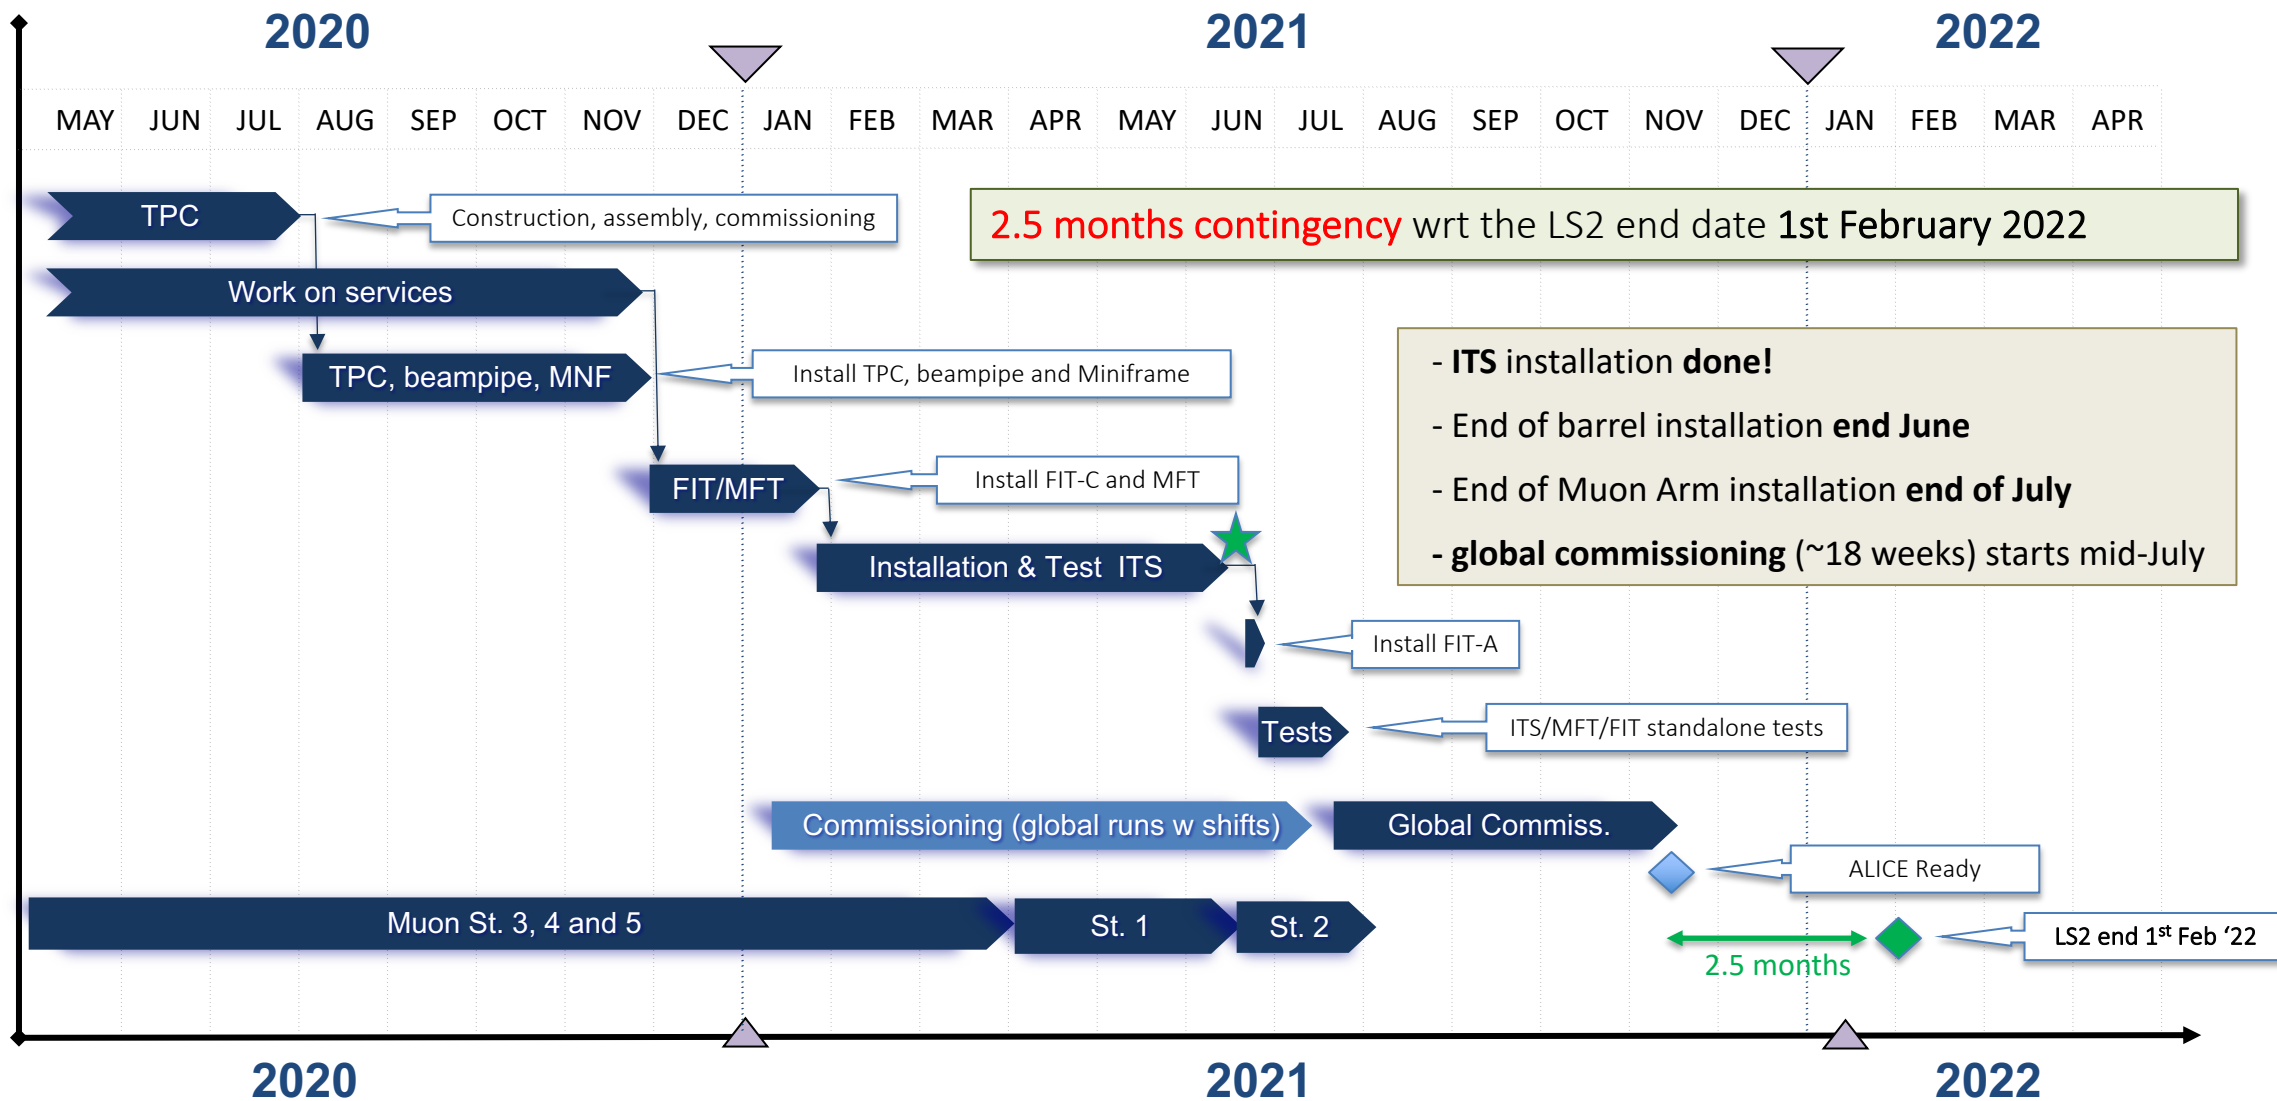 2020 2021 2022
MAY JUN JUL AUG SEP OCT NOV DEC JAN FEB MAR APR MAY JUN JUL AUG SEP OCT NOV DEC JAN FEB MAR APR
TPC
Construction, assembly, commissioning
2.5 months contingency wrt the LS2 end date 1st February 2022
Work on services
TPC, beampipe, MNF
Install TPC, beampipe and Miniframe
- ITS installation done!
- End of barrel installation end June
- End of Muon Arm installation end of July
- global commissioning (~18 weeks) starts mid-July
FIT/MFT
Install FIT-C and MFT
Installation & Test ITS
Install FIT-A
Tests
ITS/MFT/FIT standalone tests
Commissioning (global runs w shifts)
Global Commiss.
ALICE Ready
Muon St. 3, 4 and 5
St. 1
St. 2
LS2 end 1st Feb ‘22
2.5 months
2020 2021 2022